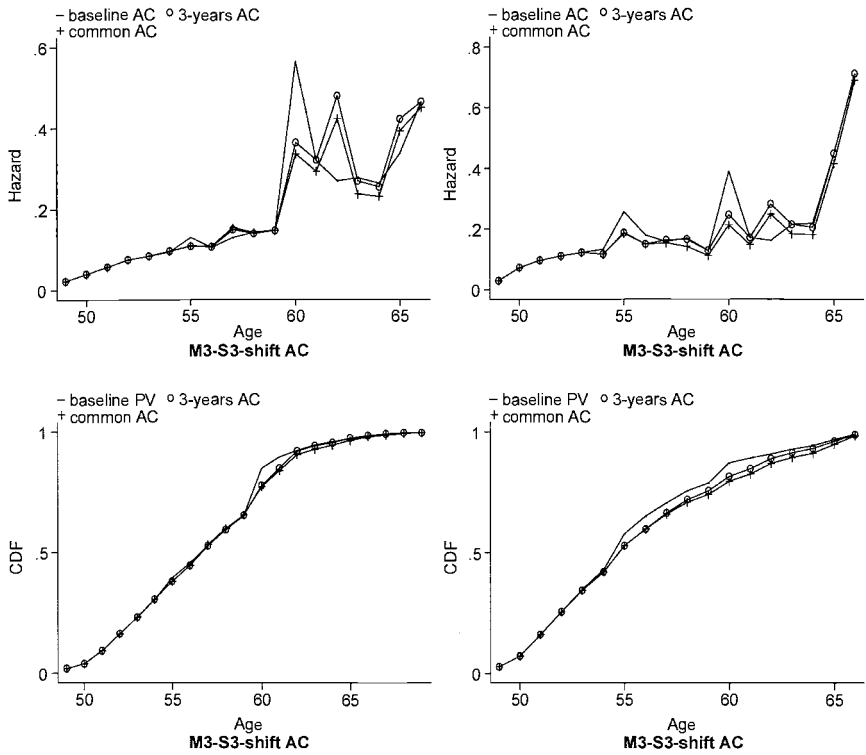 – baseline AC o 3-years AC
+ common AC
.6
.4
.2
0
Hazard
50 55 60 65
Age
M3-S3-shift AC
– baseline AC o 3-years AC
+ common AC
.8
.6
.4
.2
0
Hazard
50 55 60 65
Age
M3-S3-shift AC
– baseline PV o 3-years AC
+ common AC
1
.5
0
CDF
50 55 60 65
Age
M3-S3-shift AC
– baseline PV o 3-years AC
+ common AC
1
.5
0
CDF
50 55 60 65
Age
M3-S3-shift AC